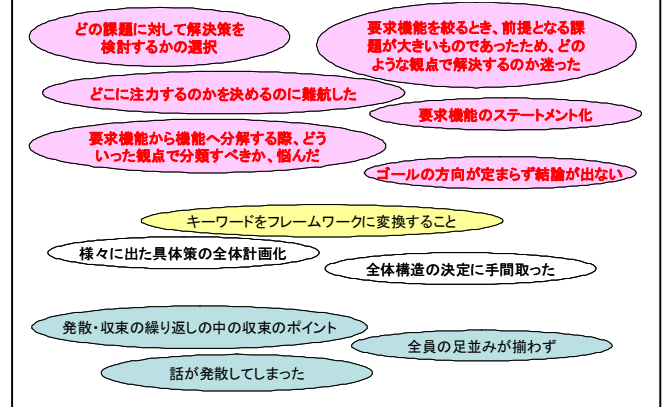 どの課題に対して解決策を
検討するかの選択
要求機能を絞るとき、前提となる課
題が大きいものであったため、どの
ような観点で解決するのか迷った
どこに注力するのかを決めるのに難航した
要求機能のステートメント化
要求機能から機能へ分解する際、どう
いった観点で分類すべきか、悩んだ
ゴールの方向が定まらず結論が出ない
キーワードをフレームワークに変換すること
様々に出た具体策の全体計画化
全体構造の決定に手間取った
発散・収束の繰り返しの中の収束のポイント
全員の足並みが揃わず
話が発散してしまった